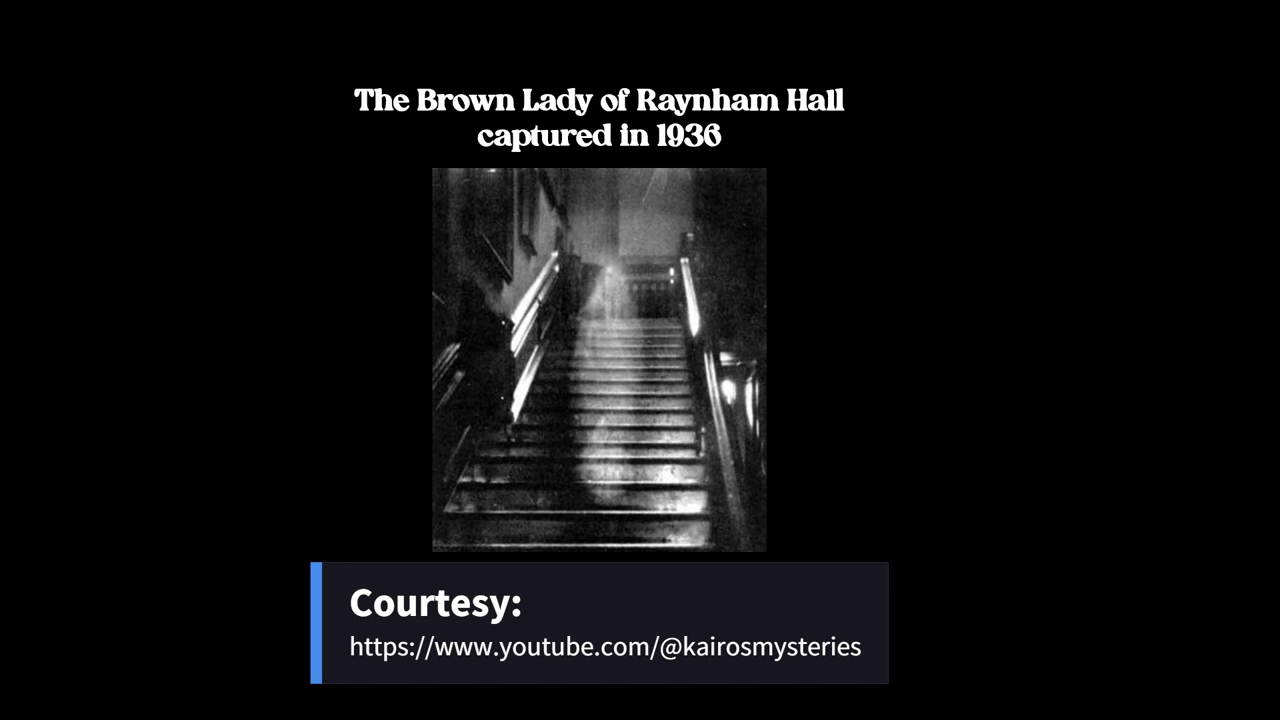 The Brown Lady of Raynham Hall
captured in 1936
Courtesy:
https://www.youtube.com/@kairosmysteries